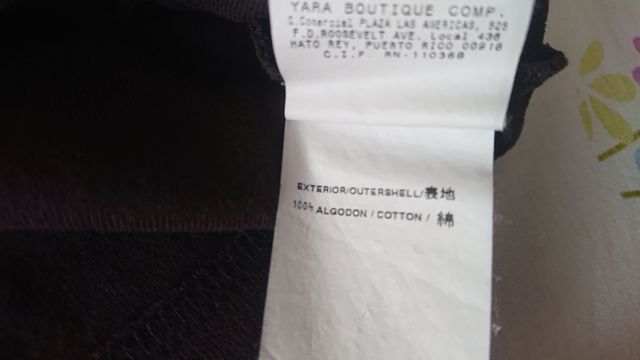 YARA BOUTIQUE COMP.
C.Comercial PLAZA LAS AMERICAS, 525
F.D.ROOSEVELT AVE. Local 436
HATO REY, PUERTO RICO 00918
C.I.F. RN-110368
EXTERIOR/OUTERSHELL/表地
100% ALGODON / COTTON / 綿